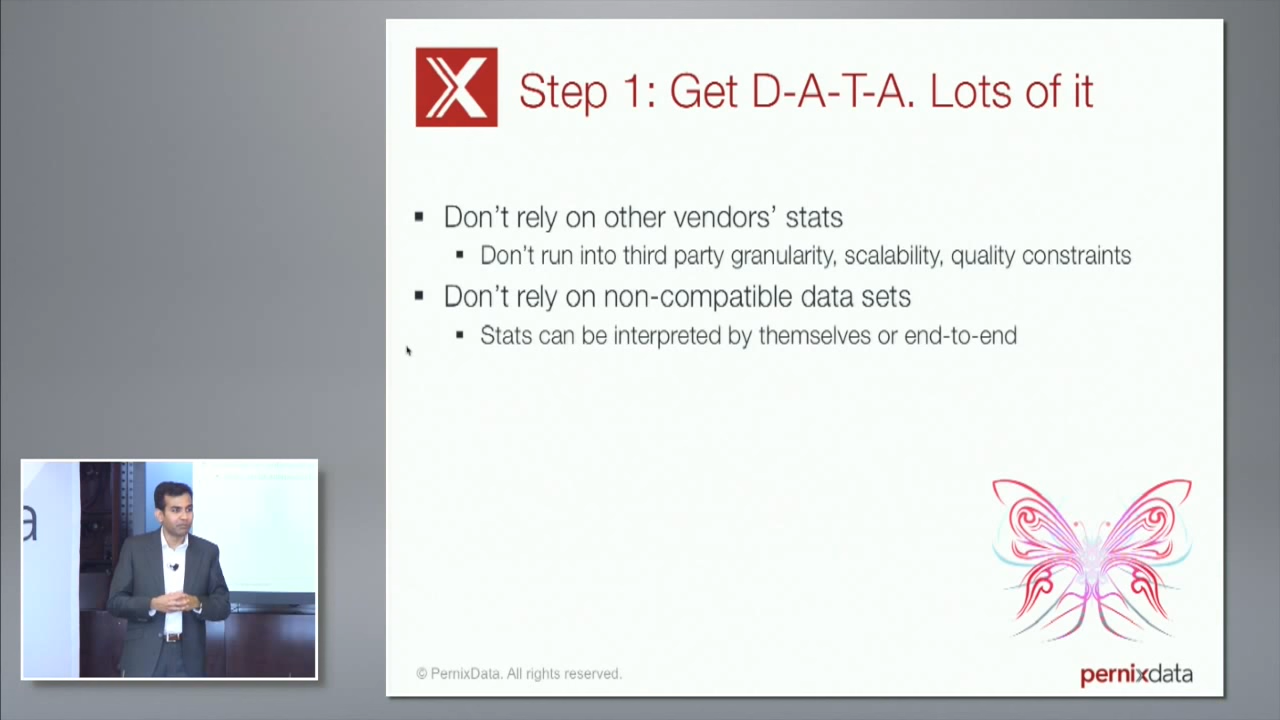 Step 1: Get D-A-T-A. Lots of it
Don't rely on other vendors' stats
Don't run into third party granularity, scalability, quality constraints
Don't rely on non-compatible data sets
Stats can be interpreted by themselves or end-to-end
a
© PernixData. All rights reserved.
pernixdata